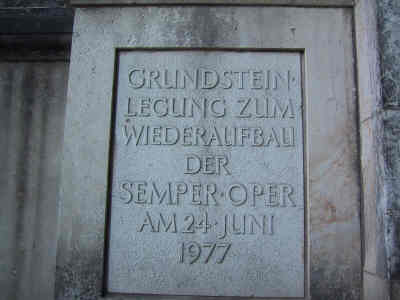 GRUNDSTEIN·
LEGUNG ZUM
WIEDERAUFBAU
DER
SEMPER·OPER
AM 24·JUNI
1977